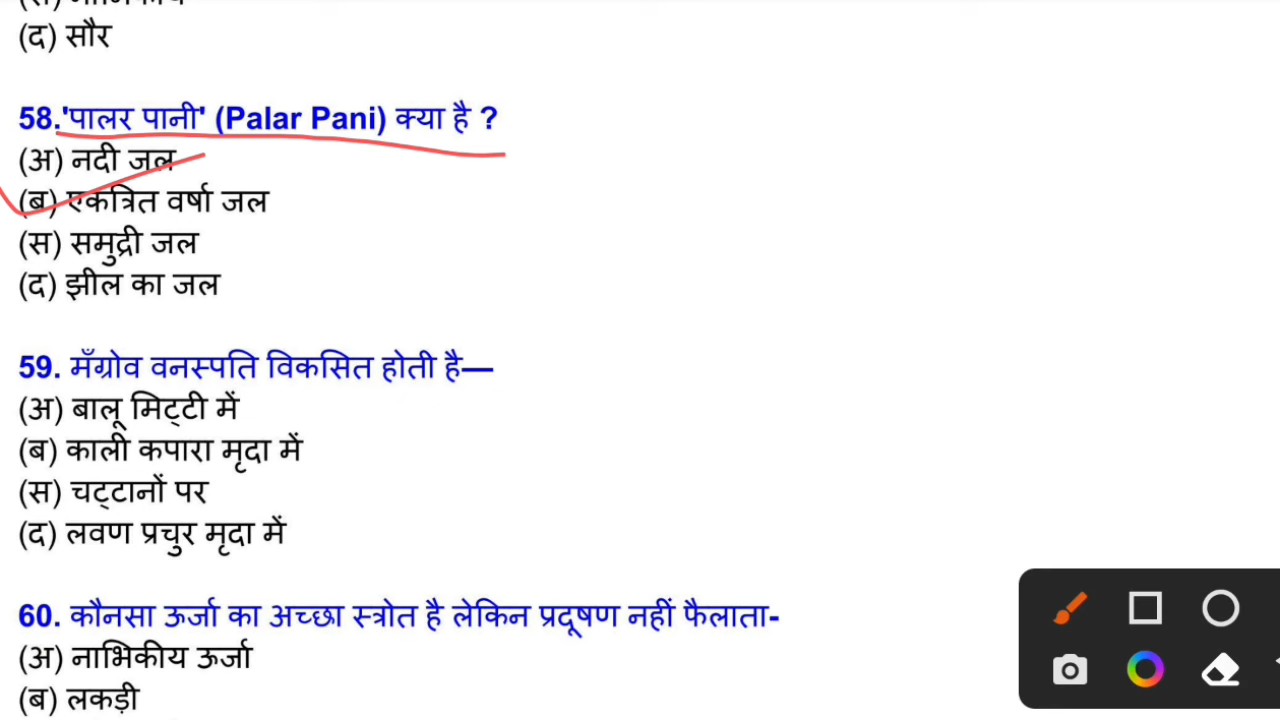 (द) सौर
58.'पालर पानी' (Palar Pani) क्या है ?
(अ) नदी जल
(ब) एकत्रित वर्षा जल
(स) समुद्री जल
(द) झील का जल
59. मँग्रोव वनस्पति विकसित होती है—
(अ) बालू मिट्टी में
(ब) काली कपारा मृदा में
(स) चट्टानों पर
(द) लवण प्रचुर मृदा में
60. कौनसा ऊर्जा का अच्छा स्त्रोत है लेकिन प्रदूषण नहीं फैलाता-
(अ) नाभिकीय ऊर्जा
(ब) लकड़ी